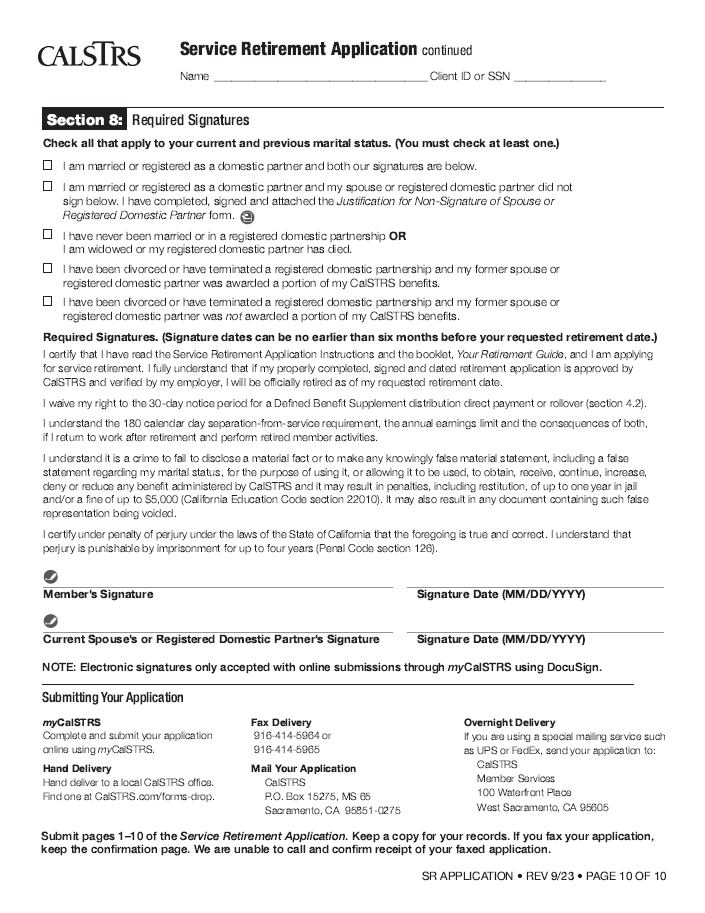 CALSTRS
Service Retirement Application continued
Name ___________________________________ Client ID or SSN _______________
Section 8: Required Signatures
Check all that apply to your current and previous marital status. (You must check at least one.)
I am married or registered as a domestic partner and both our signatures are below.
I am married or registered as a domestic partner and my spouse or registered domestic partner did not
sign below. I have completed, signed and attached the Justification for Non-Signature of Spouse or
Registered Domestic Partner form.
I have never been married or in a registered domestic partnership OR
I am widowed or my registered domestic partner has died.
I have been divorced or have terminated a registered domestic partnership and my former spouse or
registered domestic partner was awarded a portion of my CalSTRS benefits.
I have been divorced or have terminated a registered domestic partnership and my former spouse or
registered domestic partner was not awarded a portion of my CalSTRS benefits.
Required Signatures. (Signature dates can be no earlier than six months before your requested retirement date.)
I certify that I have read the Service Retirement Application Instructions and the booklet, Your Retirement Guide, and I am applying
for service retirement. I fully understand that if my properly completed, signed and dated retirement application is approved by
CalSTRS and verified by my employer, I will be officially retired as of my requested retirement date.
I waive my right to the 30-day notice period for a Defined Benefit Supplement distribution direct payment or rollover (section 4.2).
I understand the 180 calendar day separation-from-service requirement, the annual earnings limit and the consequences of both,
if I return to work after retirement and perform retired member activities.
I understand it is a crime to fail to disclose a material fact or to make any knowingly false material statement, including a false
statement regarding my marital status, for the purpose of using it, or allowing it to be used, to obtain, receive, continue, increase,
deny or reduce any benefit administered by CalSTRS and it may result in penalties, including restitution, of up to one year in jail
and/or a fine of up to $5,000 (California Education Code section 22010). It may also result in any document containing such false
representation being voided.
I certify under penalty of perjury under the laws of the State of California that the foregoing is true and correct. I understand that
perjury is punishable by imprisonment for up to four years (Penal Code section 126).
Member's Signature Signature Date (MM/DD/YYYY)
Current Spouse's or Registered Domestic Partner's Signature Signature Date (MM/DD/YYYY)
NOTE: Electronic signatures only accepted with online submissions through myCalSTRS using DocuSign.
Submitting Your Application
myCalSTRS
Complete and submit your application
online using myCalSTRS.
Hand Delivery
Hand deliver to a local CalSTRS office.
Find one at CalSTRS.com/forms-drop.
Fax Delivery
916-414-5964 or
916-414-5965
Mail Your Application
CalSTRS
P.O. Box 15275, MS 65
Sacramento, CA 95851-0275
Overnight Delivery
If you are using a special mailing service such
as UPS or FedEx, send your application to:
CalSTRS
Member Services
100 Waterfront Place
West Sacramento, CA 95605
Submit pages 1–10 of the Service Retirement Application. Keep a copy for your records. If you fax your application,
keep the confirmation page. We are unable to call and confirm receipt of your faxed application.
SR APPLICATION • REV 9/23 • PAGE 10 OF 10